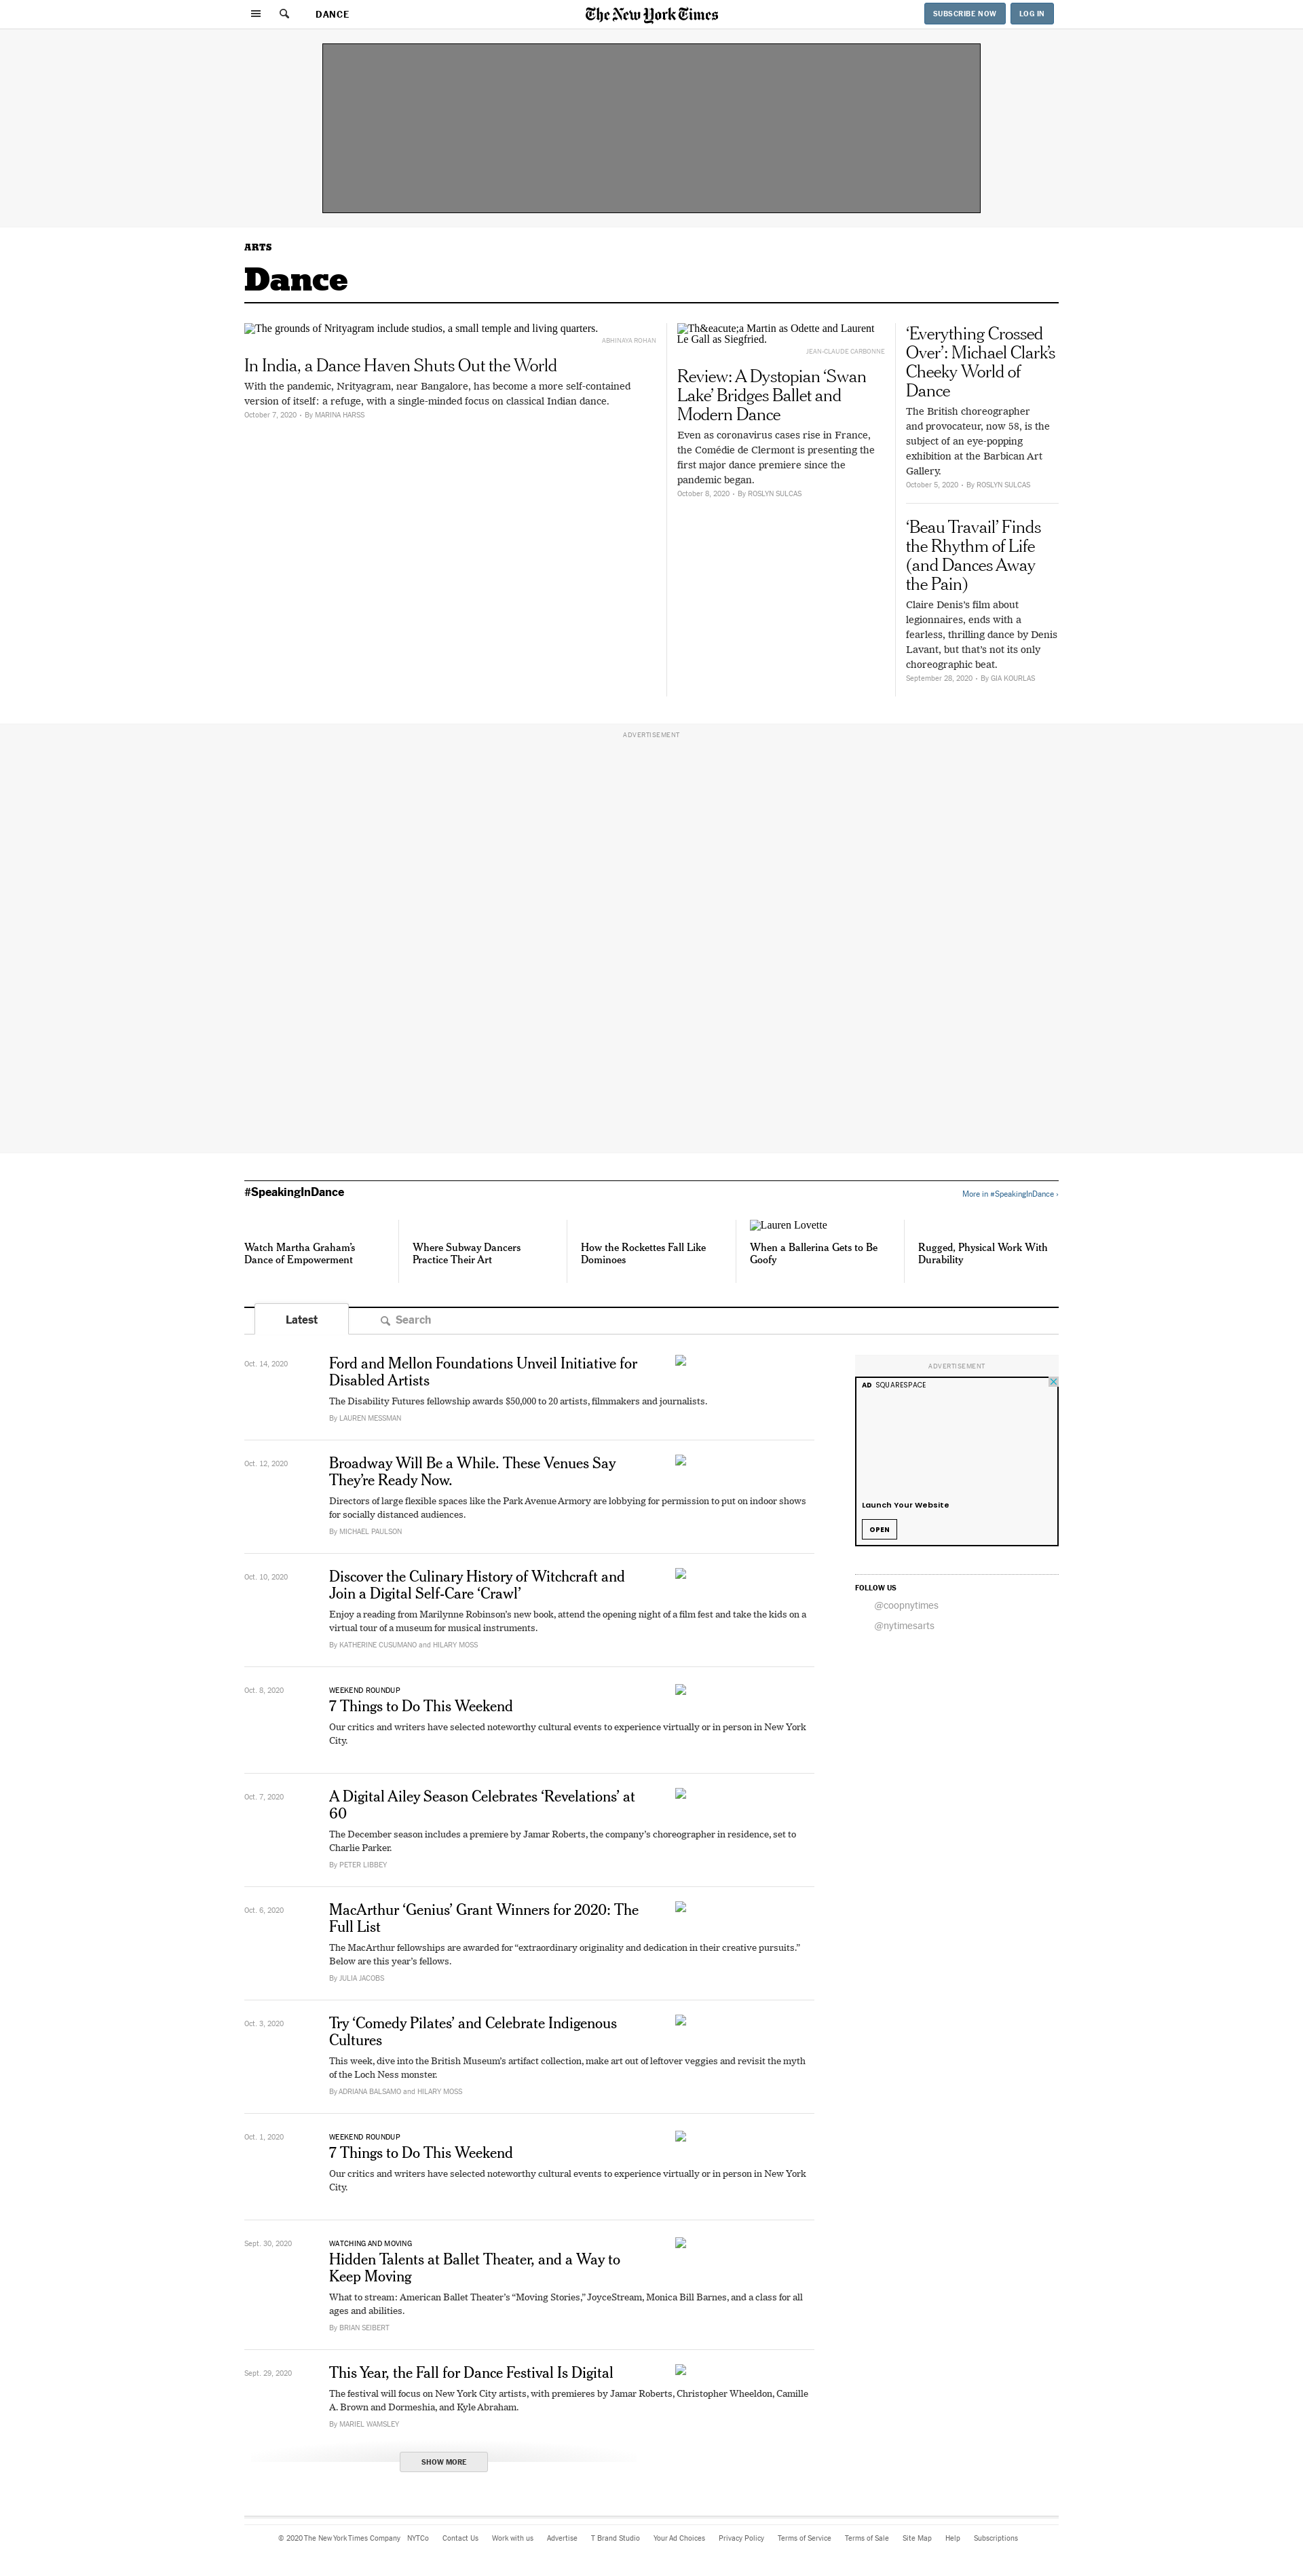 DANCE
The New York Times
SUBSCRIBE NOW
LOG IN
ARTS
Dance
The grounds of Nrityagram include studios, a small temple and living quarters.
ABHINAVA ROHAN
In India, a Dance Haven Shuts Out the World
With the pandemic, Nrityagram, near Bangalore, has become a more self-contained
version of itself: a refuge, with a single-minded focus on classical Indian dance.
October 7, 2020 • By MARINA HARSS
Th&eacute;a Martin as Odette and Laurent
Le Gall as Siegfried.
JEAN-CLAUDE CARBONNE
Review: A Dystopian ‘Swan
Lake’ Bridges Ballet and
Modern Dance
Even as coronavirus cases rise in France,
the Comédie de Clermont is presenting the
first major dance premiere since the
pandemic began.
October 8, 2020 • By ROSLYN SULCAS
‘Everything Crossed
Over’: Michael Clark’s
Cheeky World of
Dance
The British choreographer
and provocateur, now 58, is the
subject of an eye-popping
exhibition at the Barbican Art
Gallery.
October 5, 2020 • By ROSLYN SULCAS
‘Beau Travail’ Finds
the Rhythm of Life
(and Dances Away
the Pain)
Claire Denis’s film about
legionnaires, ends with a
fearless, thrilling dance by Denis
Lavant, but that’s not its only
choreographic beat.
September 28, 2020 • By GIA KOURLAS
ADVERTISEMENT
#SpeakingInDance
More in #SpeakingInDance ›
Watch Martha Graham’s
Dance of Empowerment
Where Subway Dancers
Practice Their Art
How the Rockettes Fall Like
Dominoes
Lauren Lovette
When a Ballerina Gets to Be
Goofy
Rugged, Physical Work With
Durability
Latest
Search
Oct. 14, 2020
Ford and Mellon Foundations Unveil Initiative for
Disabled Artists
The Disability Futures fellowship awards $50,000 to 20 artists, filmmakers and journalists.
By LAUREN MESSMAN
Oct. 12, 2020
Broadway Will Be a While. These Venues Say
They’re Ready Now.
Directors of large flexible spaces like the Park Avenue Armory are lobbying for permission to put on indoor shows
for socially distanced audiences.
By MICHAEL PAULSON
Oct. 10, 2020
Discover the Culinary History of Witchcraft and
Join a Digital Self-Care ‘Crawl’
Enjoy a reading from Marilynne Robinson’s new book, attend the opening night of a film fest and take the kids on a
virtual tour of a museum for musical instruments.
By KATHERINE CUSUMANO and HILARY MOSS
Oct. 8, 2020
WEEKEND ROUNDUP
7 Things to Do This Weekend
Our critics and writers have selected noteworthy cultural events to experience virtually or in person in New York
City.
Oct. 7, 2020
A Digital Ailey Season Celebrates ‘Revelations’ at
60
The December season includes a premiere by Jamar Roberts, the company’s choreographer in residence, set to
Charlie Parker.
By PETER LIBBEY
Oct. 6, 2020
MacArthur ‘Genius’ Grant Winners for 2020: The
Full List
The MacArthur fellowships are awarded for “extraordinary originality and dedication in their creative pursuits.”
Below are this year’s fellows.
By JULIA JACOBS
Oct. 3, 2020
Try ‘Comedy Pilates’ and Celebrate Indigenous
Cultures
This week, dive into the British Museum’s artifact collection, make art out of leftover veggies and revisit the myth
of the Loch Ness monster.
By ADRIANA BALSAMO and HILARY MOSS
Oct. 1, 2020
WEEKEND ROUNDUP
7 Things to Do This Weekend
Our critics and writers have selected noteworthy cultural events to experience virtually or in person in New York
City.
Sept. 30, 2020
WATCHING AND MOVING
Hidden Talents at Ballet Theater, and a Way to
Keep Moving
What to stream: American Ballet Theater’s “Moving Stories,” JoyceStream, Monica Bill Barnes, and a class for all
ages and abilities.
By BRIAN SEIBERT
Sept. 29, 2020
This Year, the Fall for Dance Festival Is Digital
The festival will focus on New York City artists, with premieres by Jamar Roberts, Christopher Wheeldon, Camille
A. Brown and Dormeshia, and Kyle Abraham.
By MARIEL WAMSLEY
SHOW MORE
ADVERTISEMENT
AD SQUARESPACE
Launch Your Website
OPEN
FOLLOW US
@coopnytimes
@nytimesarts
© 2020 The New York Times Company NYTCo Contact Us Work with us Advertise T Brand Studio Your Ad Choices Privacy Policy Terms of Service Terms of Sale Site Map Help Subscriptions